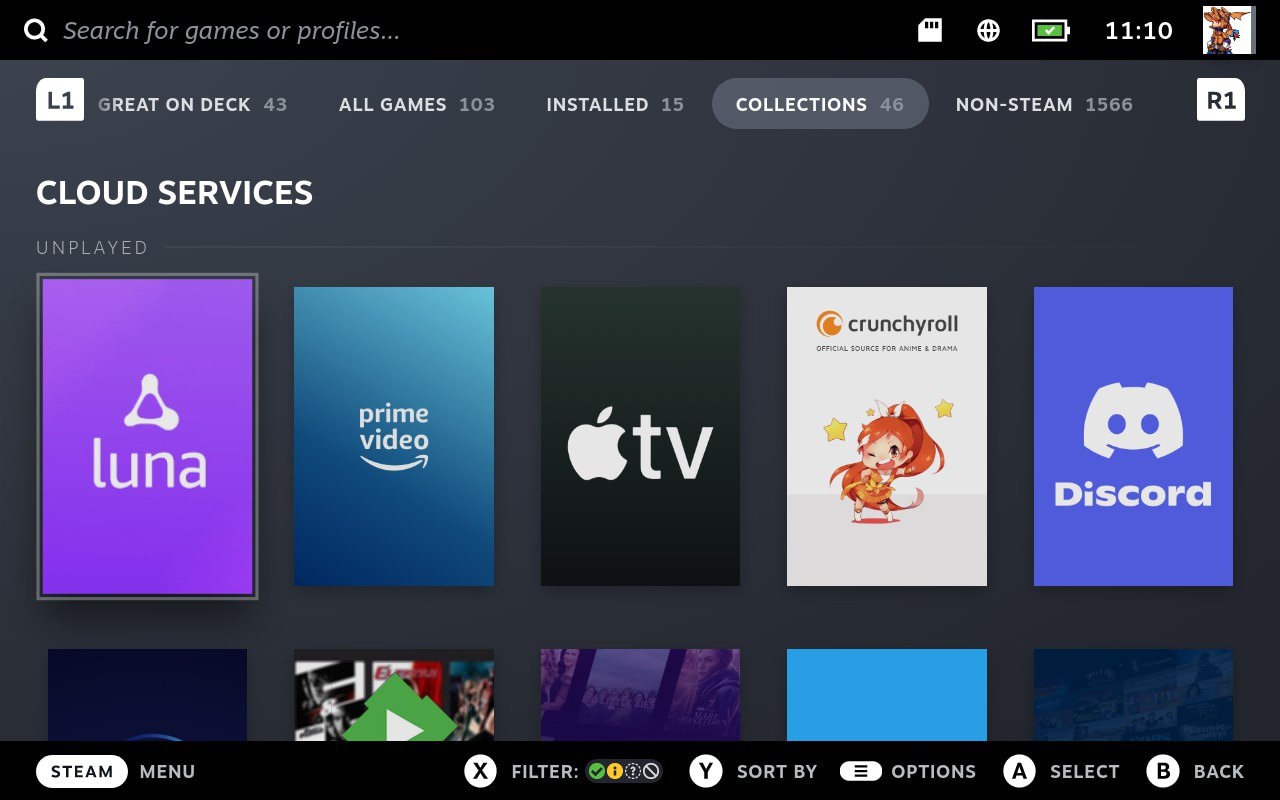 Search for games or profiles...
11:10
L1
GREAT ON DECK 43
ALL GAMES 103
INSTALLED 15
COLLECTIONS 46
NON-STEAM 1566
R1
CLOUD SERVICES
UNPLAYED
luna
prime
video
tv
crunchyroll
OFFICIAL SOURCE FOR ANIME & DRAMA
Discord
STEAM MENU
X FILTER:
Y SORT BY
OPTIONS
A SELECT
B BACK